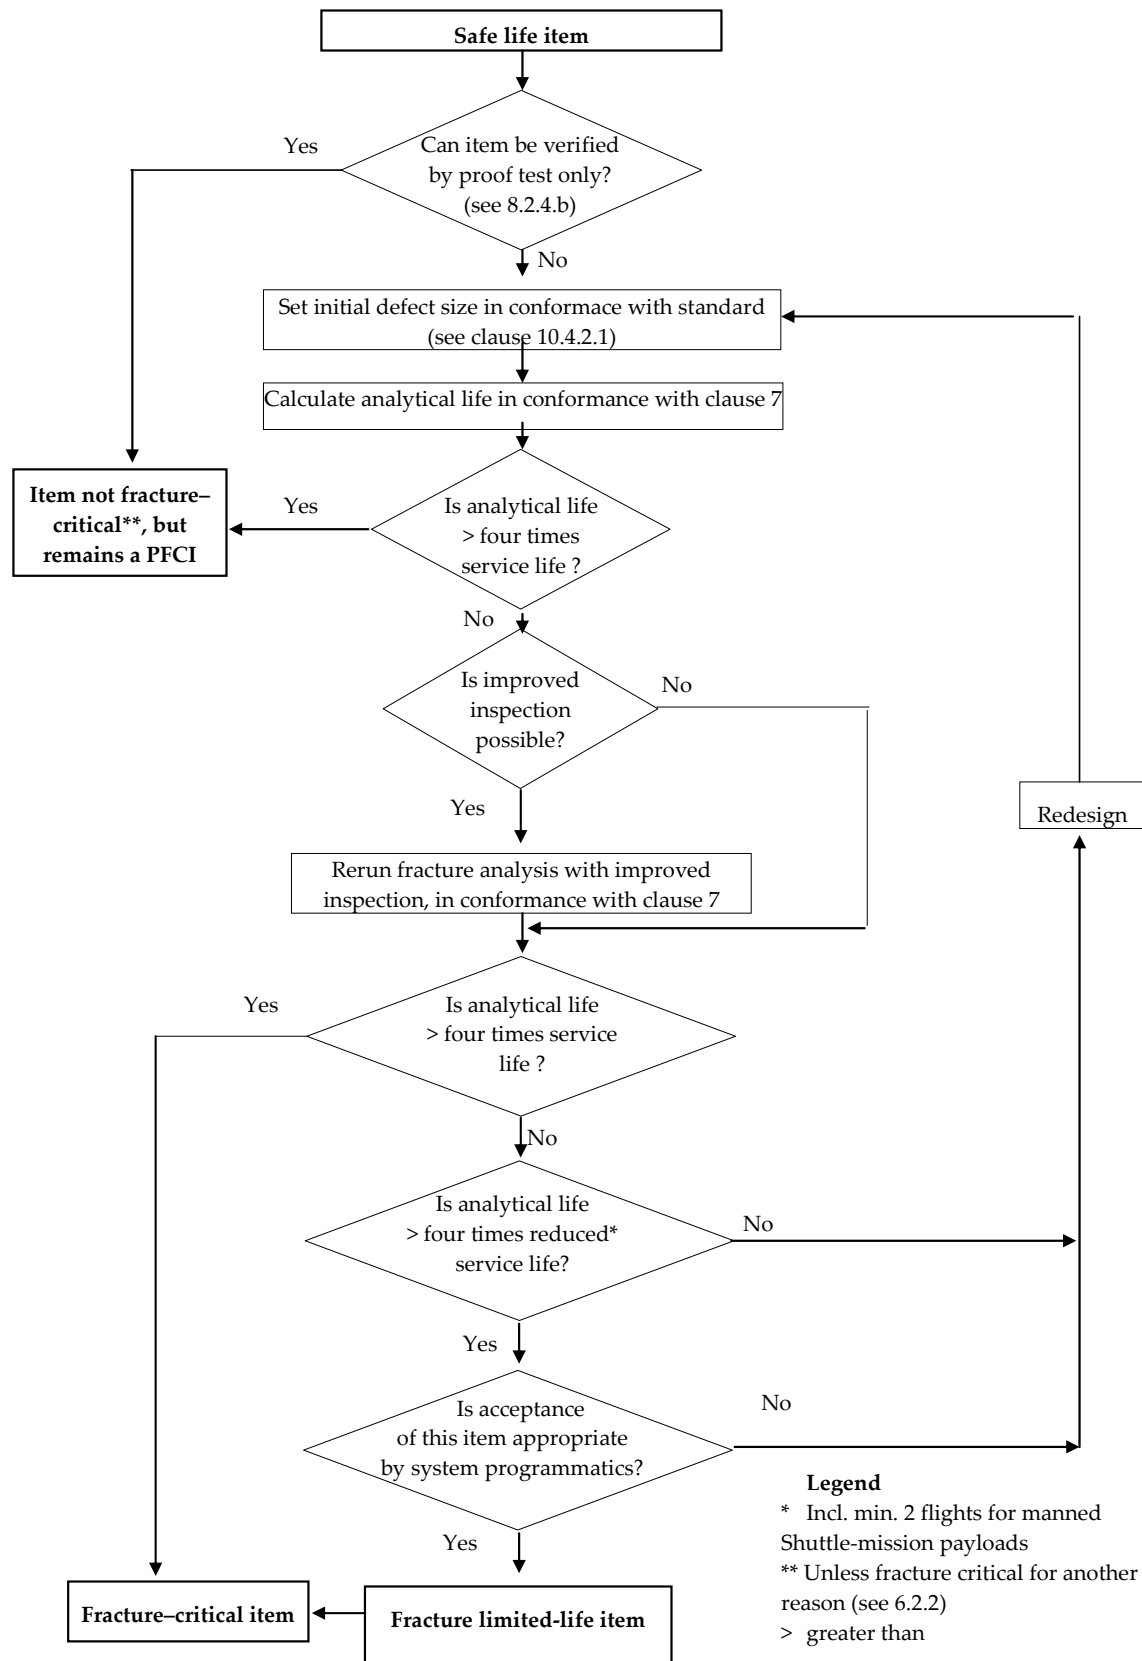 Safe life item
Can item be verified
by proof test only?
(see 8.2.4.b)
Yes
No
Set initial defect size in conformace with standard
(see clause 10.4.2.1)
Calculate analytical life in conformance with clause 7
Item not fracture–
critical**, but
remains a PFCI
Yes
Is analytical life
> four times
service life ?
No
Is improved
inspection
possible?
No
Yes
Redesign
Rerun fracture analysis with improved
inspection, in conformance with clause 7
Yes
Is analytical life
> four times service
life ?
No
Is analytical life
> four times reduced*
service life?
No
Yes
Is acceptance
of this item appropriate
by system programmatics?
No
Yes
Legend
* Incl. min. 2 flights for manned
Shuttle-mission payloads
** Unless fracture critical for another
reason (see 6.2.2)
> greater than
Fracture–critical item
Fracture limited-life item